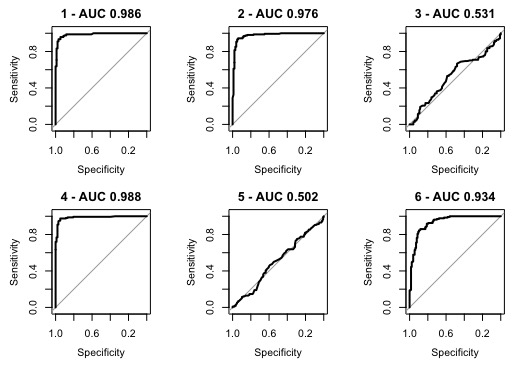 1 - AUC 0.986
Sensitivity
0.0 0.4 0.8
1.0 0.6 0.2
Specificity
2 - AUC 0.976
Sensitivity
0.0 0.4 0.8
1.0 0.6 0.2
Specificity
3 - AUC 0.531
Sensitivity
0.0 0.4 0.8
1.0 0.6 0.2
Specificity
4 - AUC 0.988
Sensitivity
0.0 0.4 0.8
1.0 0.6 0.2
Specificity
5 - AUC 0.502
Sensitivity
0.0 0.4 0.8
1.0 0.6 0.2
Specificity
6 - AUC 0.934
Sensitivity
0.0 0.4 0.8
1.0 0.6 0.2
Specificity